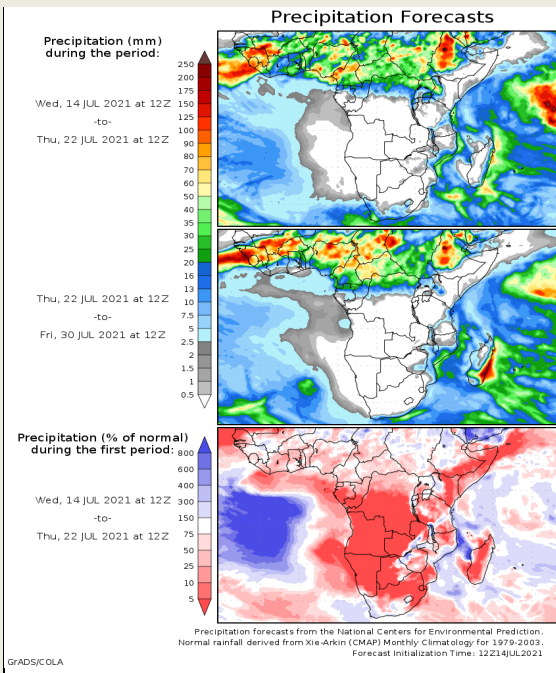 Precipitation Forecasts
Precipitation (mm)
during the period:
Wed, 14 JUL 2021 at 12Z
-to-
Thu, 22 JUL 2021 at 12Z
250
200
175
150
125
100
90
80
70
60
50
40
35
30
25
20
16
13
10
7.5
5
2.5
2
1.5
1
0.5
Thu, 22 JUL 2021 at 12Z
-to-
Fri, 30 JUL 2021 at 12Z
Precipitation (% of normal)
during the first period:
Wed, 14 JUL 2021 at 12Z
-to-
Thu, 22 JUL 2021 at 12Z
800
600
400
300
150
75
50
25
10
5
Precipitation forecasts from the National Centers for Environmental Prediction.
Normal rainfall derived from Xie-Arkin (CMAP) Monthly Climatology for 1979-2003.
Forecast Initialization Time: 12Z14JUL2021
GrADS/COLA